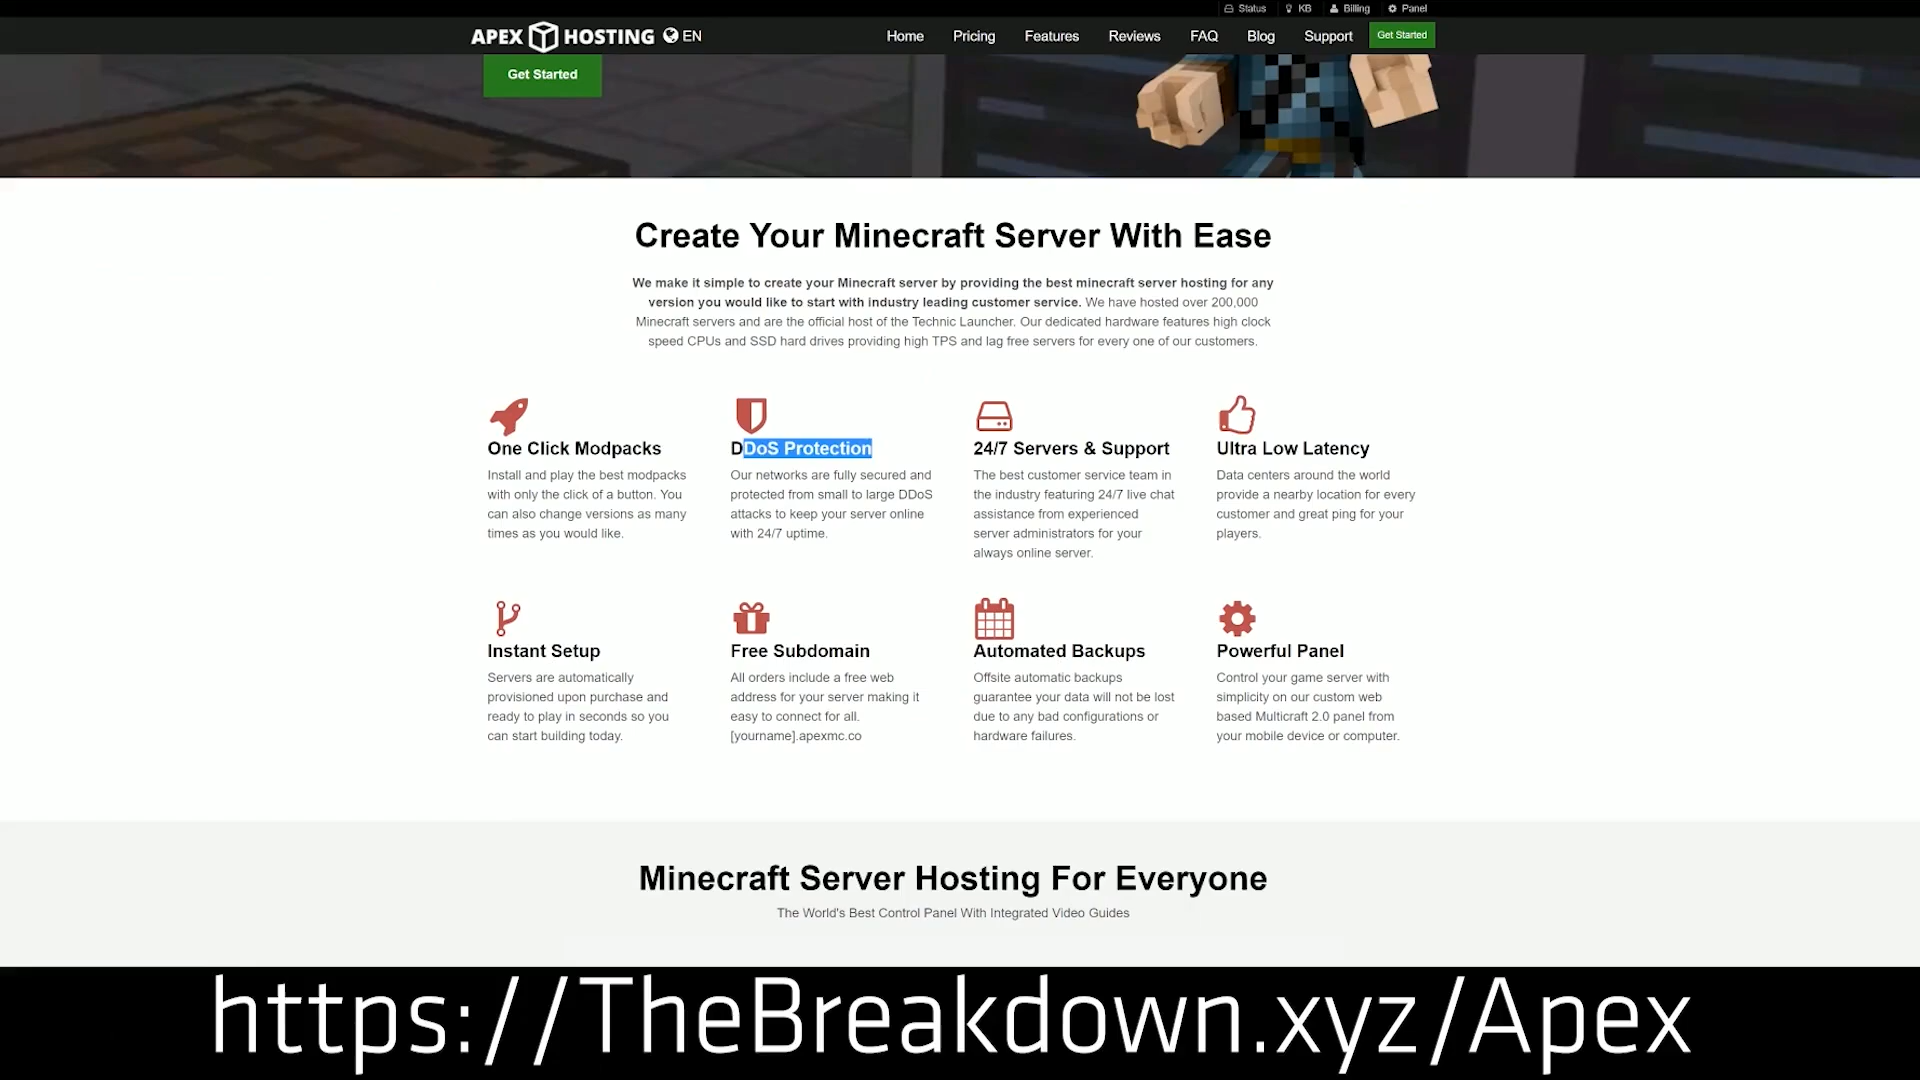 Status KB Billing Panel
APEX HOSTING EN Home Pricing Features Reviews FAQ Blog Support Get Started
Get Started
Create Your Minecraft Server With Ease
We make it simple to create your Minecraft server by providing the best minecraft server hosting for any
version you would like to start with industry leading customer service. We have hosted over 200,000
Minecraft servers and are the official host of the Technic Launcher. Our dedicated hardware features high clock
speed CPUs and SSD hard drives providing high TPS and lag free servers for every one of our customers.
One Click Modpacks
Install and play the best modpacks
with only the click of a button. You
can also change versions as many
times as you would like.
DDoS Protection
Our networks are fully secured and
protected from small to large DDoS
attacks to keep your server online
with 24/7 uptime.
24/7 Servers & Support
The best customer service team in
the industry featuring 24/7 live chat
assistance from experienced
server administrators for your
always online server.
Ultra Low Latency
Data centers around the world
provide a nearby location for every
customer and great ping for your
players.
Instant Setup
Servers are automatically
provisioned upon purchase and
ready to play in seconds so you
can start building today.
Free Subdomain
All orders include a free web
address for your server making it
easy to connect for all.
[yourname].apexmc.co
Automated Backups
Offsite automatic backups
guarantee your data will not be lost
due to any bad configurations or
hardware failures.
Powerful Panel
Control your game server with
simplicity on our custom web
based Multicraft 2.0 panel from
your mobile device or computer.
Minecraft Server Hosting For Everyone
The World's Best Control Panel With Integrated Video Guides
https://TheBreakdown.xyz/Apex